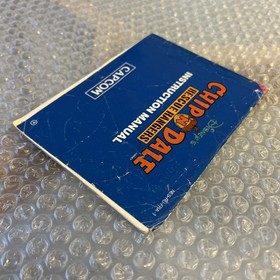 Disney's
CHIP DALE
RESCUE RANGERS
INSTRUCTION MANUAL
CAPCOM